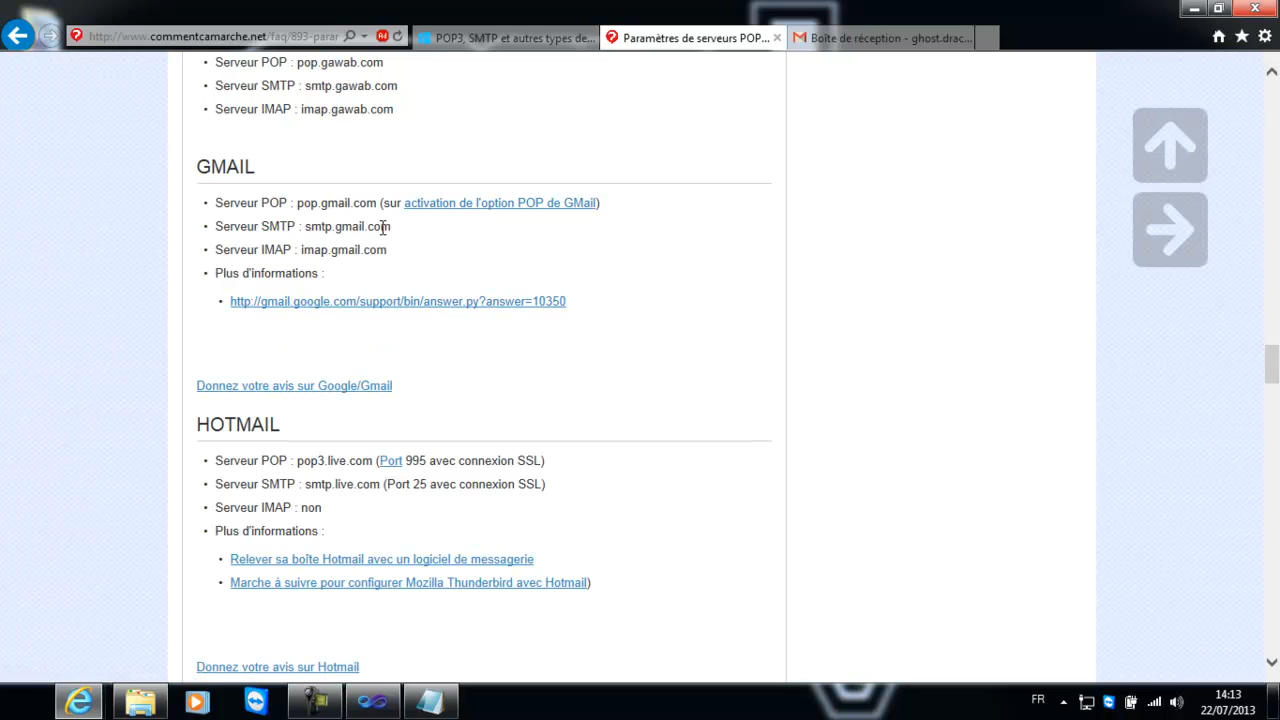 http://www.commentcamarche.net/faq/893-parar
POP3, SMTP et autres types de...
Paramètres de serveurs POP...
Boîte de réception - ghost.drac...
Serveur POP : pop.gawab.com
Serveur SMTP : smtp.gawab.com
Serveur IMAP : imap.gawab.com
GMAIL
Serveur POP : pop.gmail.com (sur activation de l'option POP de GMail)
Serveur SMTP : smtp.gmail.com
Serveur IMAP : imap.gmail.com
Plus d'informations :
http://gmail.google.com/support/bin/answer.py?answer=10350
Donnez votre avis sur Google/Gmail
HOTMAIL
Serveur POP : pop3.live.com (Port 995 avec connexion SSL)
Serveur SMTP : smtp.live.com (Port 25 avec connexion SSL)
Serveur IMAP : non
Plus d'informations :
Relever sa boîte Hotmail avec un logiciel de messagerie
Marche à suivre pour configurer Mozilla Thunderbird avec Hotmail)
Donnez votre avis sur Hotmail
FR
14:13
22/07/2013